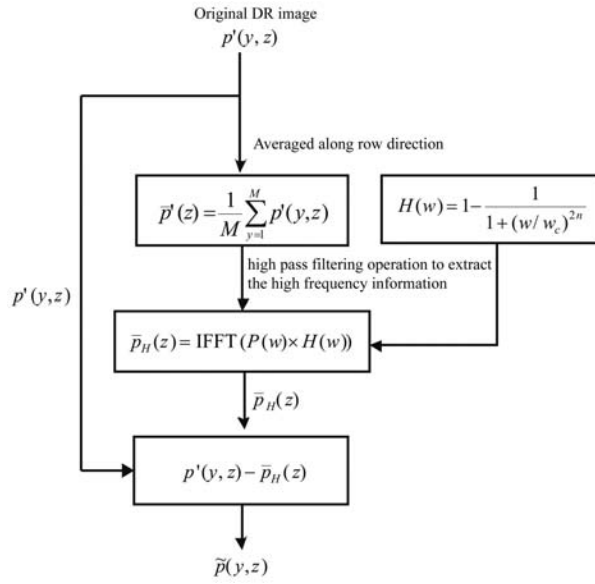 Original DR image
p'(y, z)
Averaged along row direction
p̅'(z) = 1/M ∑_{y=1}^{M} p'(y, z)
H(w) = 1 − 1/(1 + (w/w_c)^{2n})
high pass filtering operation to extract
the high frequency information
p'(y, z)
p̅_H(z) = IFFT(P(w) × H(w))
p̅_H(z)
p'(y, z) − p̅_H(z)
p̃(y, z)